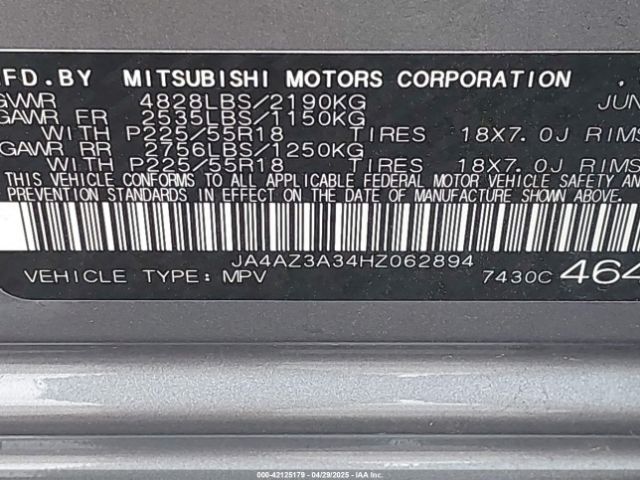 MFD.BY MITSUBISHI MOTORS CORPORATION
GVWR 4828LBS/2190KG JUN
GAWR FR 2535LBS/1150KG
WITH P225/55R18 TIRES 18X7.0J RIMS
GAWR RR 2756LBS/1250KG
WITH P225/55R18 TIRES 18X7.0J RIMS
THIS VEHICLE CONFORMS TO ALL APPLICABLE FEDERAL MOTOR VEHICLE SAFETY AN
PREVENTION STANDARDS IN EFFECT ON THE DATE OF MANUFACTURE SHOWN ABOVE.
JA4AZ3A34HZ062894
VEHICLE TYPE: MPV 7430C 464
000-42125179 - 04/29/2025 - IAA Inc.